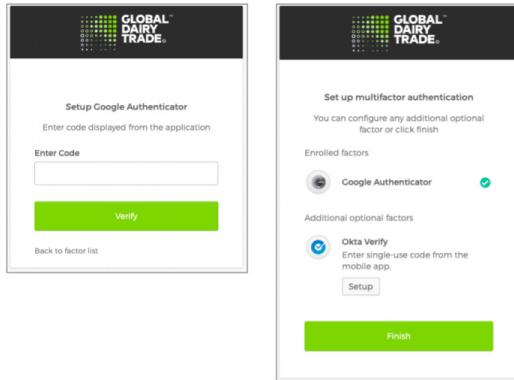 GLOBAL™
DAIRY
TRADE®
Setup Google Authenticator
Enter code displayed from the application
Enter Code
Verify
Back to factor list
GLOBAL™
DAIRY
TRADE®
Set up multifactor authentication
You can configure any additional optional
factor or click finish
Enrolled factors
Google Authenticator
Additional optional factors
Okta Verify
Enter single-use code from the
mobile app.
Setup
Finish